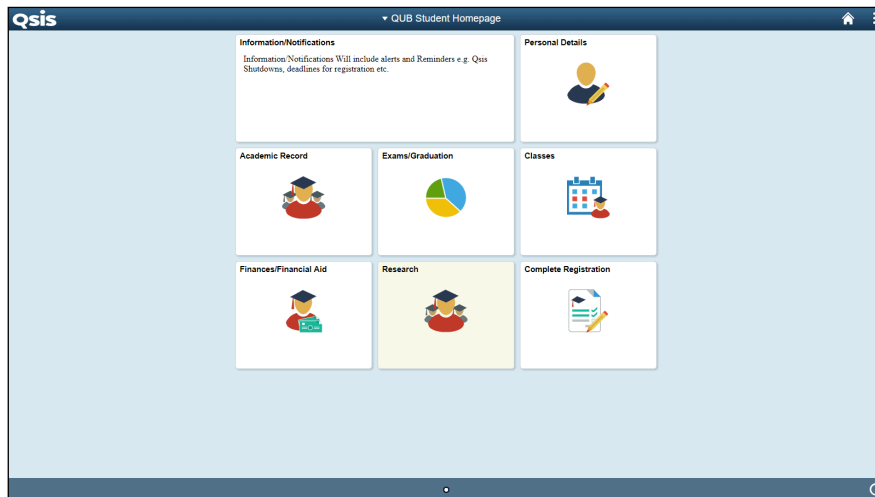 Qsis
QUB Student Homepage
Information/Notifications
Information/Notifications Will include alerts and Reminders e.g. Qsis
Shutdowns, deadlines for registration etc.
Personal Details
Academic Record
Exams/Graduation
Classes
Finances/Financial Aid
Research
Complete Registration